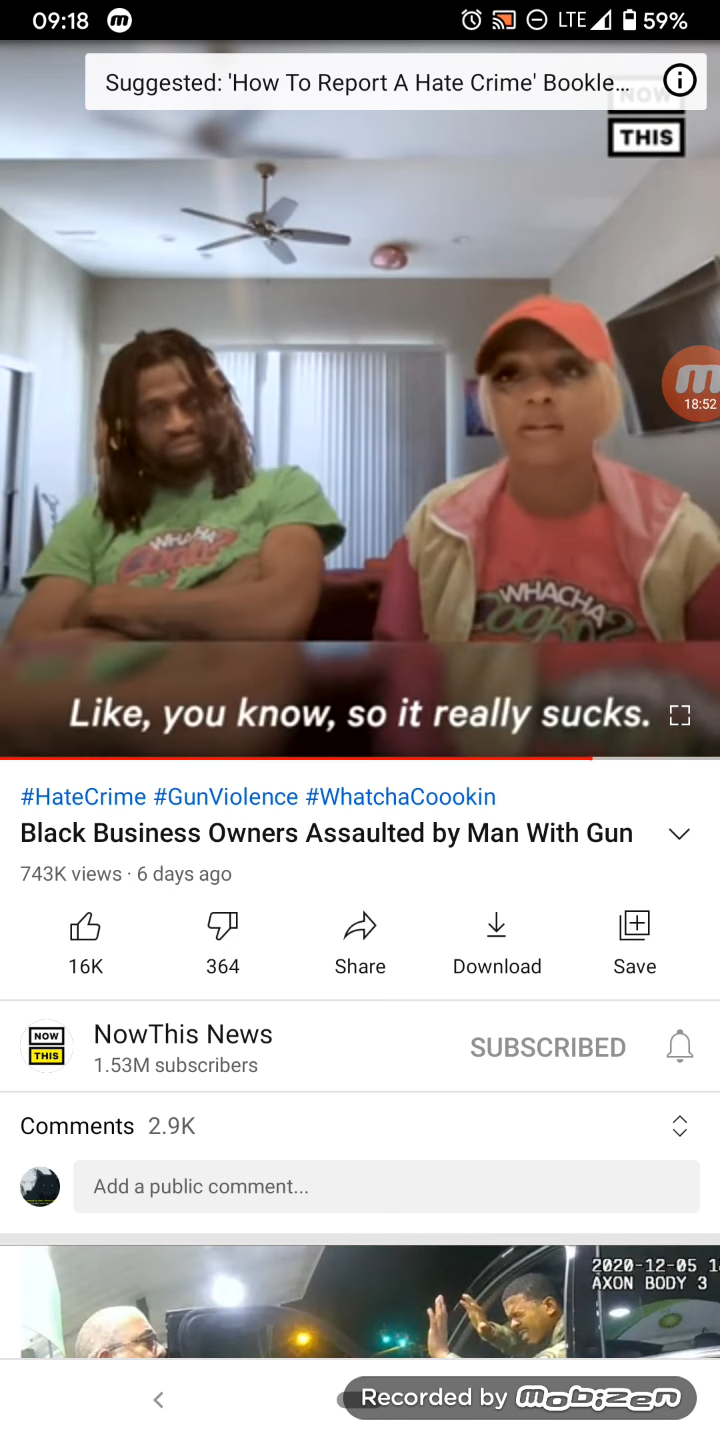 09:18 m LTE 59%
Suggested: 'How To Report A Hate Crime' Bookle...
NOW
THIS
m
18:52
WHACHA
COOKIN?
Like, you know, so it really sucks.
#HateCrime #GunViolence #WhatchaCoookin
Black Business Owners Assaulted by Man With Gun
743K views · 6 days ago
16K 364 Share Download Save
NOW
THIS
NowThis News
1.53M subscribers
SUBSCRIBED
Comments 2.9K
Add a public comment...
2020-12-05 1
AXON BODY 3
Recorded by mobizen